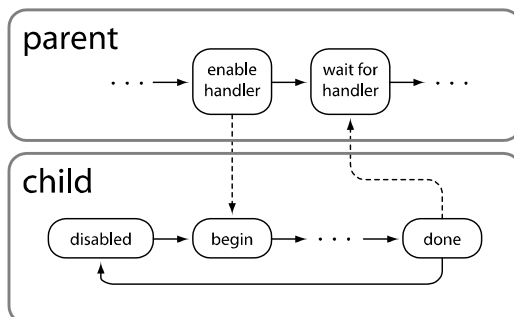 parent
. . .
enable
handler
wait for
handler
. . .
child
disabled
begin
. . .
done